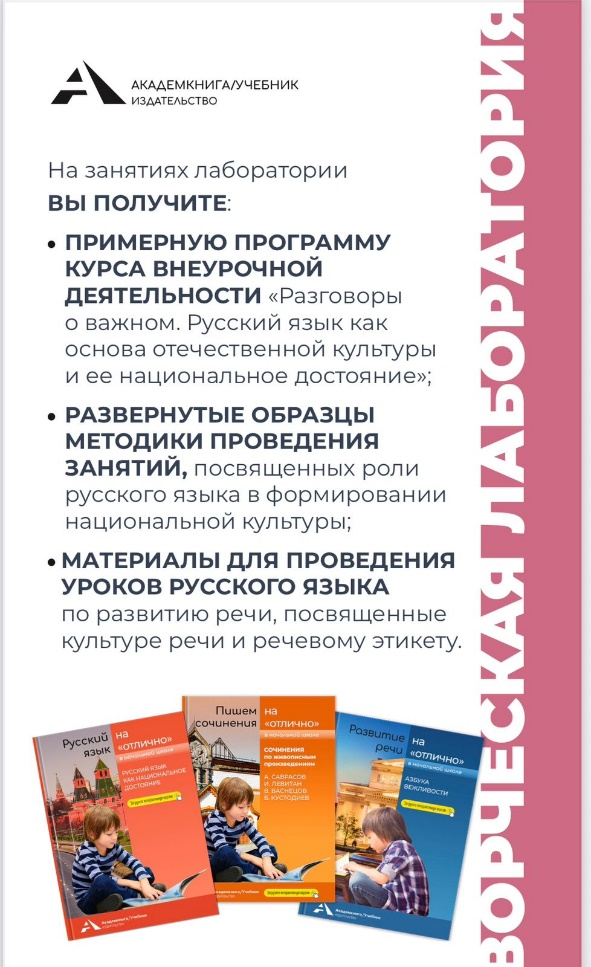 АКАДЕМКНИГА/УЧЕБНИК
ИЗДАТЕЛЬСТВО
На занятиях лаборатории
ВЫ ПОЛУЧИТЕ:
• ПРИМЕРНУЮ ПРОГРАММУ
КУРСА ВНЕУРОЧНОЙ
ДЕЯТЕЛЬНОСТИ «Разговоры
о важном. Русский язык как
основа отечественной культуры
и ее национальное достояние»;
• РАЗВЕРНУТЫЕ ОБРАЗЦЫ
МЕТОДИКИ ПРОВЕДЕНИЯ
ЗАНЯТИЙ, посвященных роли
русского языка в формировании
национальной культуры;
• МАТЕРИАЛЫ ДЛЯ ПРОВЕДЕНИЯ
УРОКОВ РУССКОГО ЯЗЫКА
по развитию речи, посвященные
культуре речи и речевому этикету.
ВОРЧЕСКАЯ ЛАБОРАТОРИЯ
Русский
язык
на
«отлично»
в начальной школе
РУССКИЙ ЯЗЫК
КАК НАЦИОНАЛЬНОЕ
ДОСТОЯНИЕ
Академкнига/Учебник
Пишем
сочинения
на
«отлично»
в начальной школе
СОЧИНЕНИЯ
ПО ЖИВОПИСНЫМ
ПРОИЗВЕДЕНИЯМ
А. САВРАСОВ
И. ЛЕВИТАН
В. ВАСНЕЦОВ
Б. КУСТОДИЕВ
Развитие
речи
на
«отлично»
в начальной школе
АЗБУКА
ВЕЖЛИВОСТИ
Академкнига/Учебник